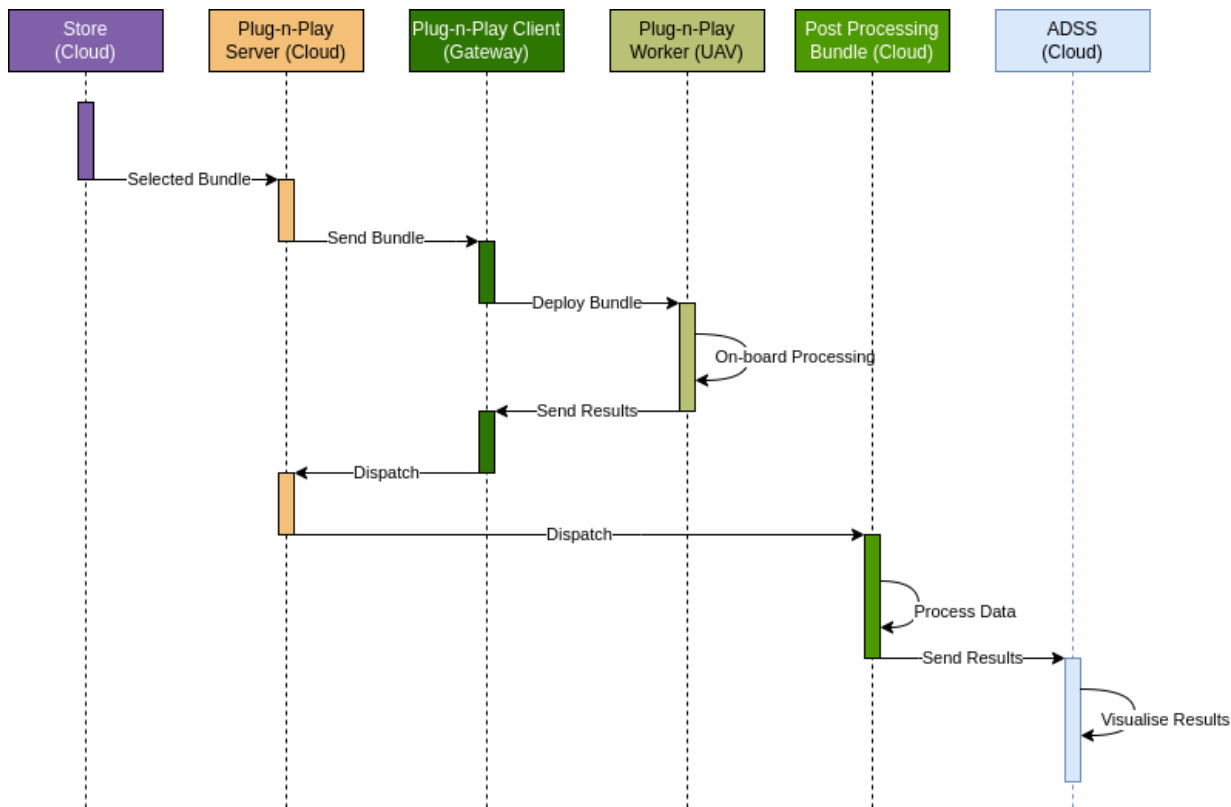 Store
(Cloud)
Plug-n-Play
Server (Cloud)
Plug-n-Play Client
(Gateway)
Plug-n-Play
Worker (UAV)
Post Processing
Bundle (Cloud)
ADSS
(Cloud)
Selected Bundle
Send Bundle
Deploy Bundle
On-board Processing
Send Results
Dispatch
Dispatch
Process Data
Send Results
Visualise Results